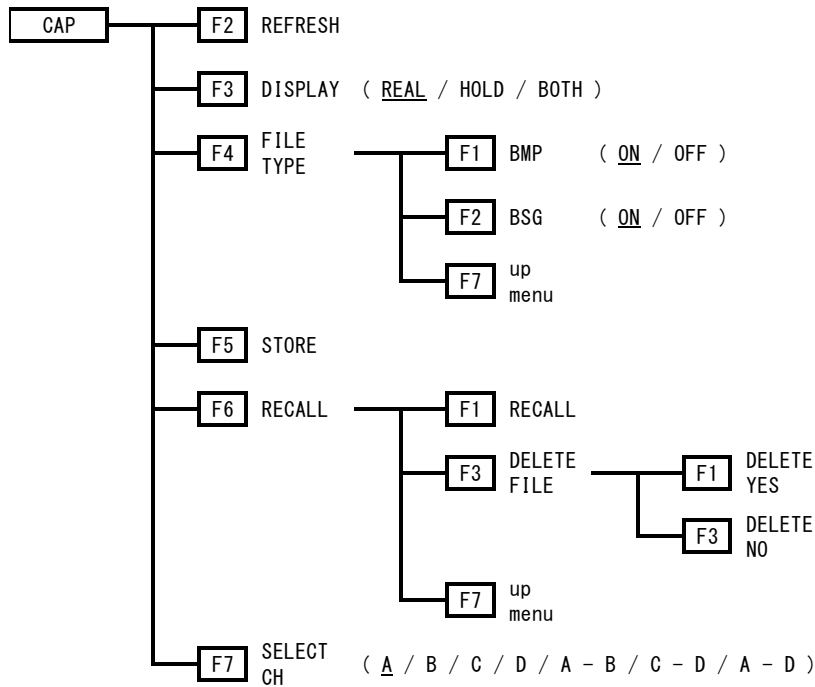 CAP F2 REFRESH
F3 DISPLAY ( REAL / HOLD / BOTH )
F4 FILE TYPE F1 BMP ( ON / OFF )
F2 BSG ( ON / OFF )
F7 up menu
F5 STORE
F6 RECALL F1 RECALL
F3 DELETE FILE F1 DELETE YES
F3 DELETE NO
F7 up menu
F7 SELECT CH ( A / B / C / D / A - B / C - D / A - D )